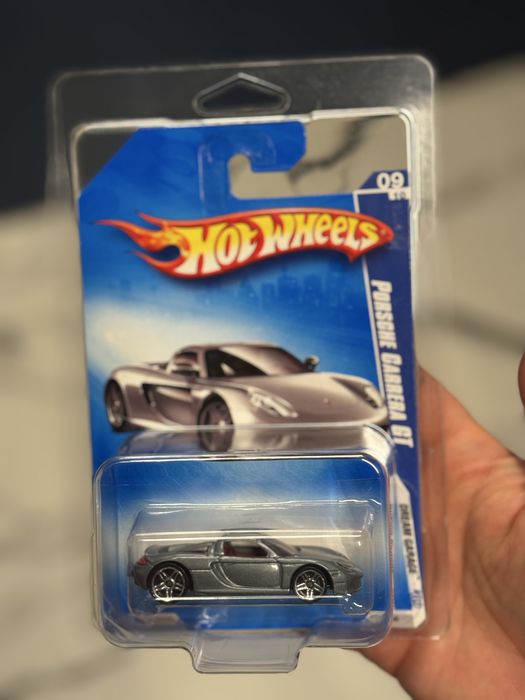 09
HOT WHEELS
PORSCHE CARRERA GT
DREAM GARAGE